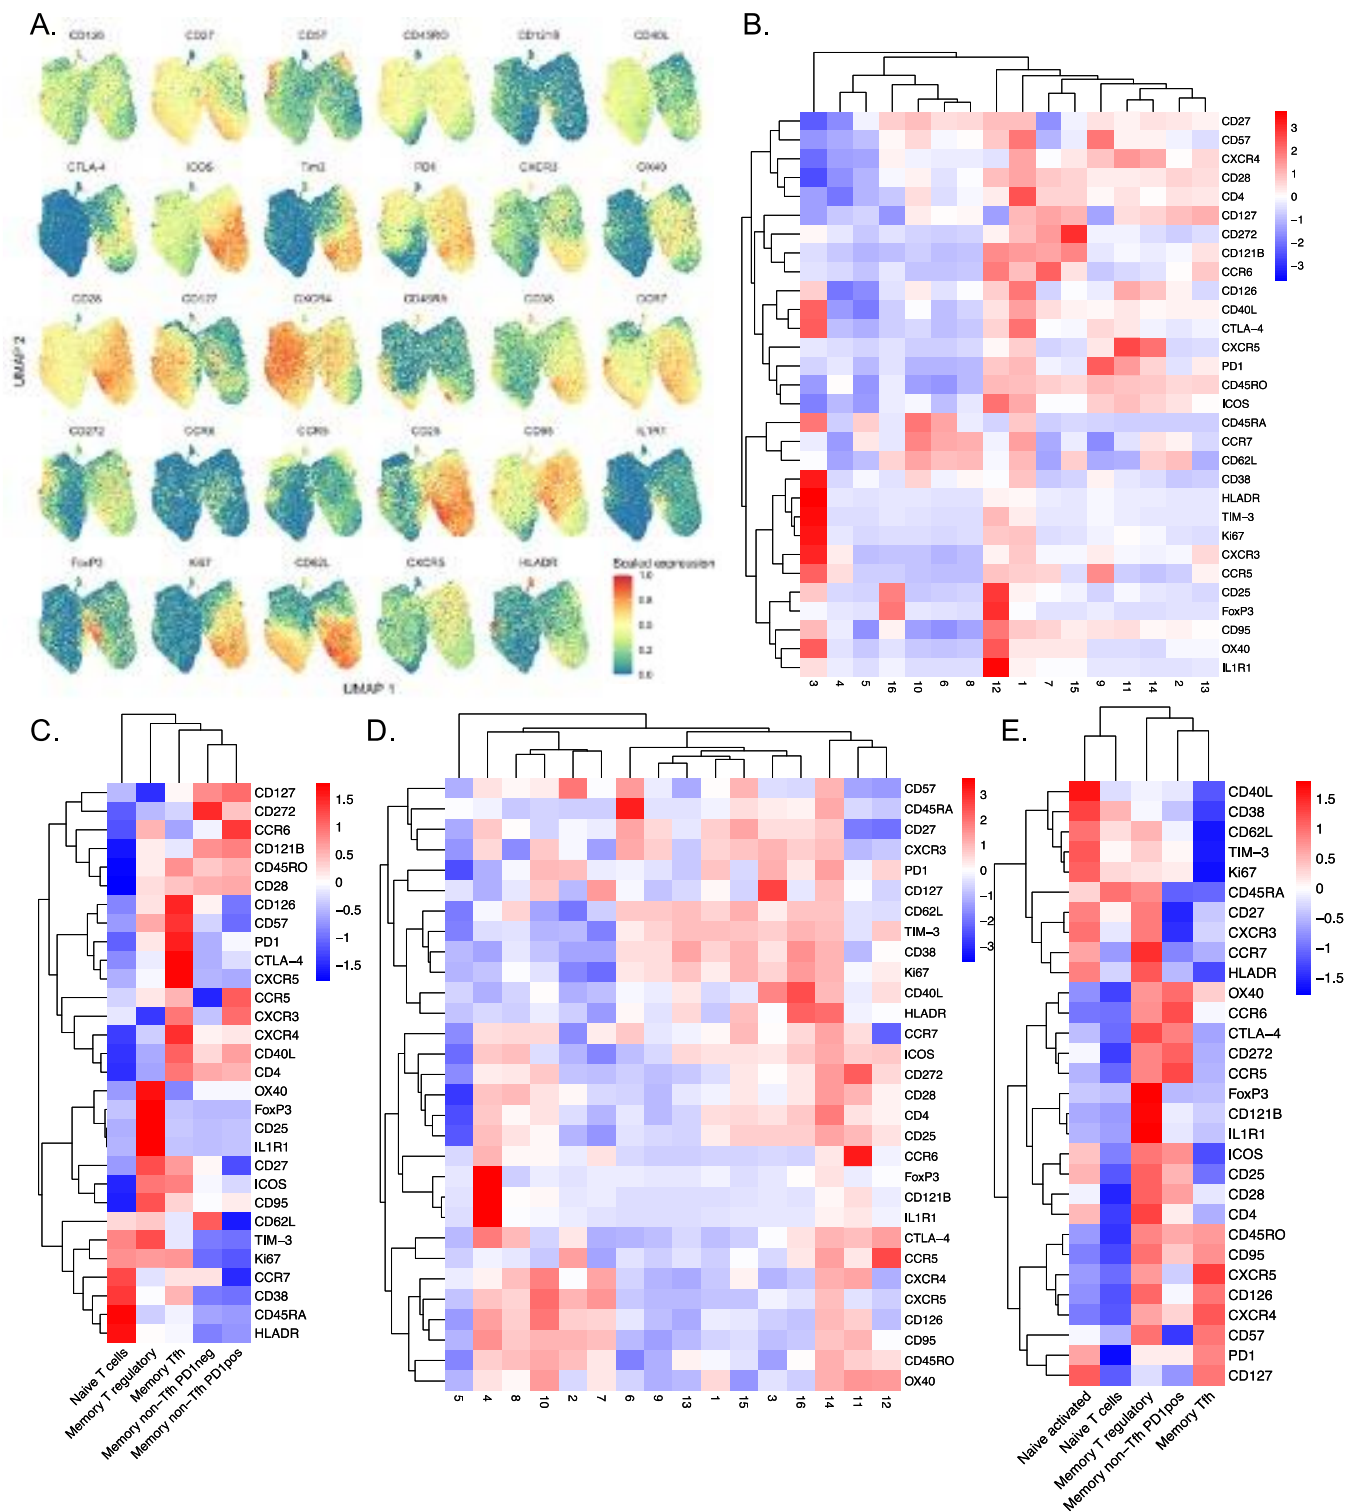 A.
CD126 CD27 CD57 CD45RO CD121B CD40L
CTLA-4 ICOS Tim3 PD1 CXCR3 OX40
CD28 CD127 CXCR4 CD45RA CD38 CCR7
CD272 CCR6 CCR5 CD25 CD95 IL1R1
FoxP3 Ki67 CD62L CXCR5 HLADR
Scaled expression
1.0
0.8
0.5
0.2
0.0
UMAP 2
UMAP 1
B.
CD27
CD57
CXCR4
CD28
CD4
CD127
CD272
CD121B
CCR6
CD126
CD40L
CTLA-4
CXCR5
PD1
CD45RO
ICOS
CD45RA
CCR7
CD62L
CD38
HLADR
TIM-3
Ki67
CXCR3
CCR5
CD25
FoxP3
CD95
OX40
IL1R1
3
2
1
0
-1
-2
-3
3 4 5 16 10 6 8 12 1 7 15 9 11 14 2 13
C.
CD127
CD272
CCR6
CD121B
CD45RO
CD28
CD126
CD57
PD1
CTLA-4
CXCR5
CCR5
CXCR3
CXCR4
CD40L
CD4
OX40
FoxP3
CD25
IL1R1
CD27
ICOS
CD95
CD62L
TIM-3
Ki67
CCR7
CD38
CD45RA
HLADR
1.5
1
0.5
0
-0.5
-1
-1.5
Naive T cells
Memory T regulatory
Memory Tfh
Memory non-Tfh PD1neg
Memory non-Tfh PD1pos
D.
CD57
CD45RA
CD27
CXCR3
PD1
CD127
CD62L
TIM-3
CD38
Ki67
CD40L
HLADR
CCR7
ICOS
CD272
CD28
CD4
CD25
CCR6
FoxP3
CD121B
IL1R1
CTLA-4
CCR5
CXCR4
CXCR5
CD126
CD95
CD45RO
OX40
3
2
1
0
-1
-2
-3
5 4 8 10 2 7 6 9 13 1 15 3 16 14 11 12
E.
CD40L
CD38
CD62L
TIM-3
Ki67
CD45RA
CD27
CXCR3
CCR7
HLADR
OX40
CCR6
CTLA-4
CD272
CCR5
FoxP3
CD121B
IL1R1
ICOS
CD25
CD28
CD4
CD45RO
CD95
CXCR5
CD126
CXCR4
CD57
PD1
CD127
1.5
1
0.5
0
-0.5
-1
-1.5
Naive activated
Naive T cells
Memory T regulatory
Memory non-Tfh PD1pos
Memory Tfh